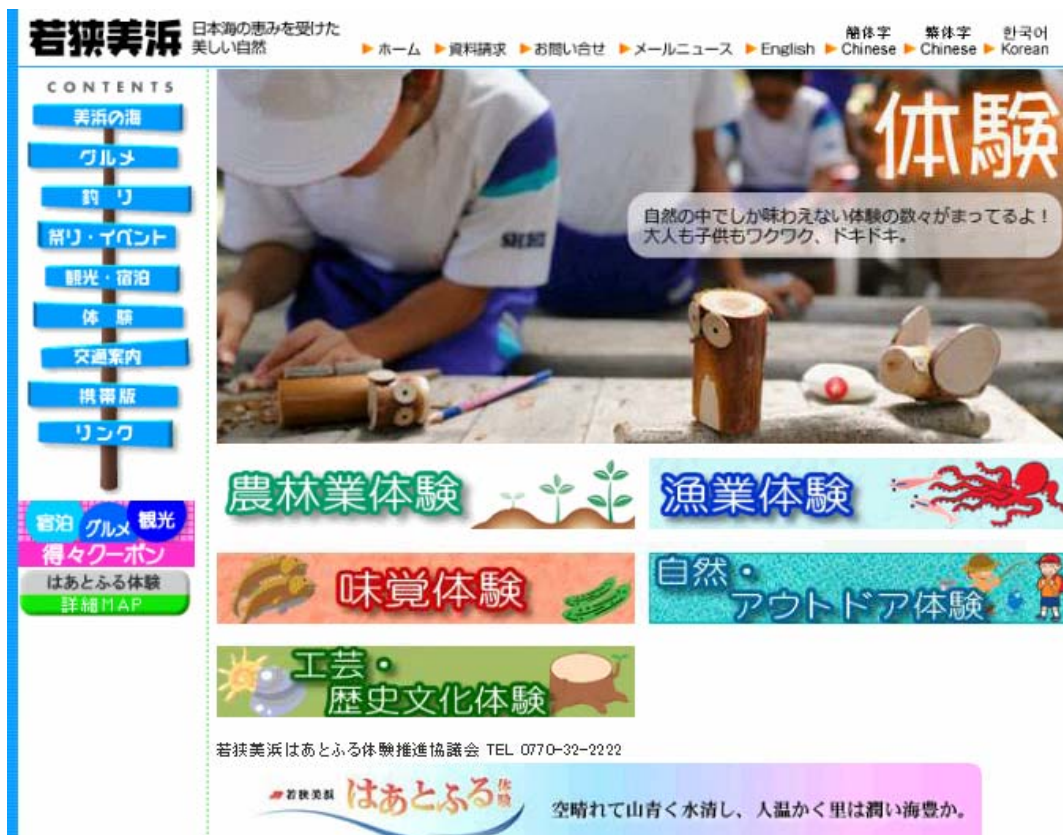 若狭美浜
日本海の恵みを受けた
美しい自然
ホーム 資料請求 お問い合せ メールニュース English 簡体字 Chinese 繁体字 Chinese 한국어 Korean
CONTENTS
美浜の海
グルメ
釣り
祭り・イベント
観光・宿泊
体験
交通案内
携帯版
リンク
宿泊 グルメ 観光
得々クーポン
はあとふる体験
詳細MAP
体験
自然の中でしか味わえない体験の数々がまってるよ!
大人も子供もワクワク、ドキドキ。
農林業体験
漁業体験
味覚体験
自然・
アウトドア体験
工芸・
歴史文化体験
若狭美浜はあとふる体験推進協議会 TEL 0770-32-2222
若狭美浜 はあとふる体験
空晴れて山青く水清し、人温かく里は潤い海豊か。